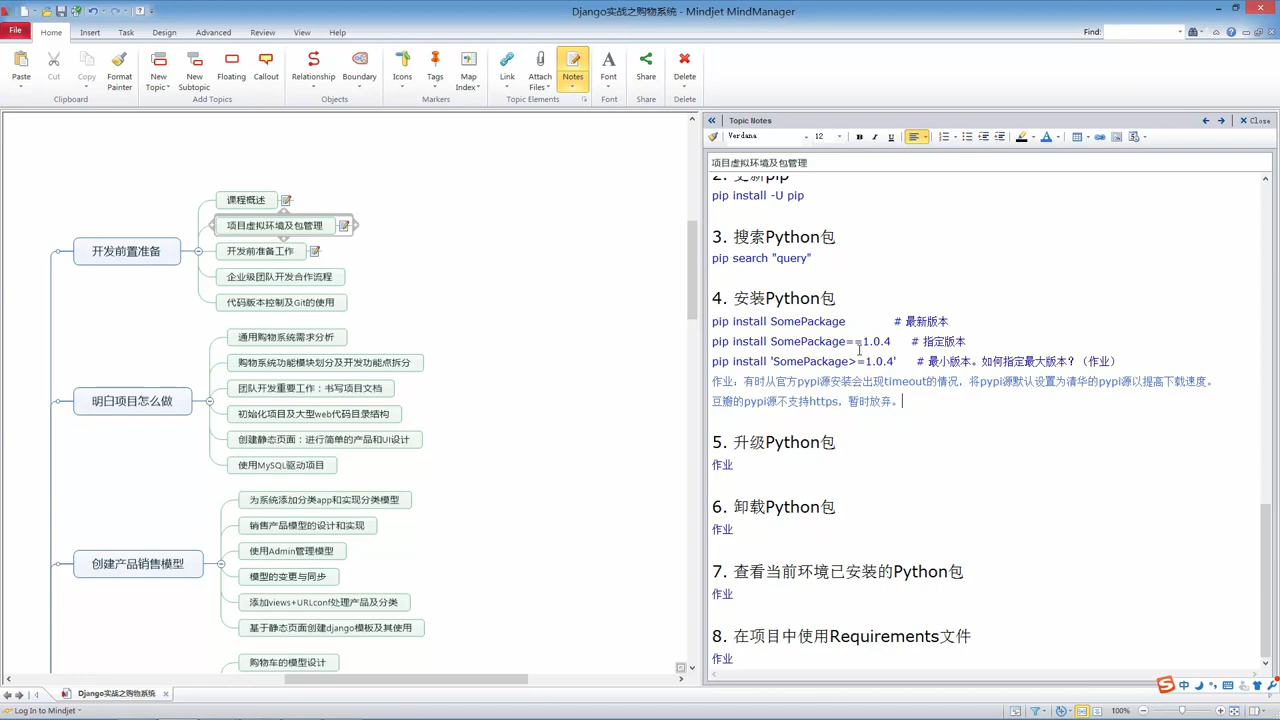 Django实战之购物系统 - Mindjet MindManager
File Home Insert Task Design Advanced Review View Help Find:
Paste Cut Copy Format Painter New Topic New Subtopic Floating Callout Relationship Boundary Icons Tags Map Index Link Attach Files Notes Font Share Delete
Clipboard Add Topics Objects Markers Topic Elements Font Share Delete
开发前置准备
课程概述
项目虚拟环境及包管理
开发前准备工作
企业级团队开发合作流程
代码版本控制及Git的使用
明白项目怎么做
通用购物系统需求分析
购物系统功能模块划分及开发功能点拆分
团队开发重要工作：书写项目文档
初始化项目及大型web代码目录结构
创建静态页面：进行简单的产品和UI设计
使用MySQL驱动项目
创建产品销售模型
为系统添加分类app和实现分类模型
销售产品模型的设计和实现
使用Admin管理模型
模型的变更与同步
添加views+URLconf处理产品及分类
基于静态页面创建django模板及其使用
购物车的模型设计
Topic Notes Close
Verdana 12
项目虚拟环境及包管理
2. 更新pip
pip install -U pip
3. 搜索Python包
pip search "query"
4. 安装Python包
pip install SomePackage # 最新版本
pip install SomePackage==1.0.4 # 指定版本
pip install 'SomePackage>=1.0.4' # 最小版本。如何指定最大版本？（作业）
作业：有时从官方pypi源安装会出现timeout的情况，将pypi源默认设置为清华的pypi源以提高下载速度。
豆瓣的pypi源不支持https，暂时放弃。
5. 升级Python包
作业
6. 卸载Python包
作业
7. 查看当前环境已安装的Python包
作业
8. 在项目中使用Requirements文件
作业
Django实战之购物系统
Log In to Mindjet
中
100%